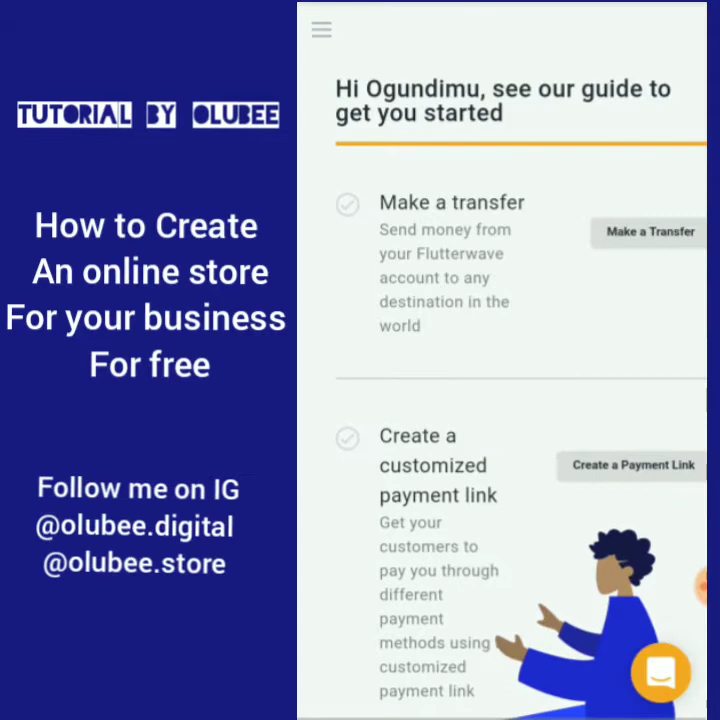 TUTORIAL BY OLUBEE
How to Create
An online store
For your business
For free
Follow me on IG
@olubee.digital
@olubee.store
Hi Ogundimu, see our guide to
get you started
Make a transfer
Send money from
your Flutterwave
account to any
destination in the
world
Make a Transfer
Create a
customized
payment link
Get your
customers to
pay you through
different
payment
methods using
customized
payment link
Create a Payment Link